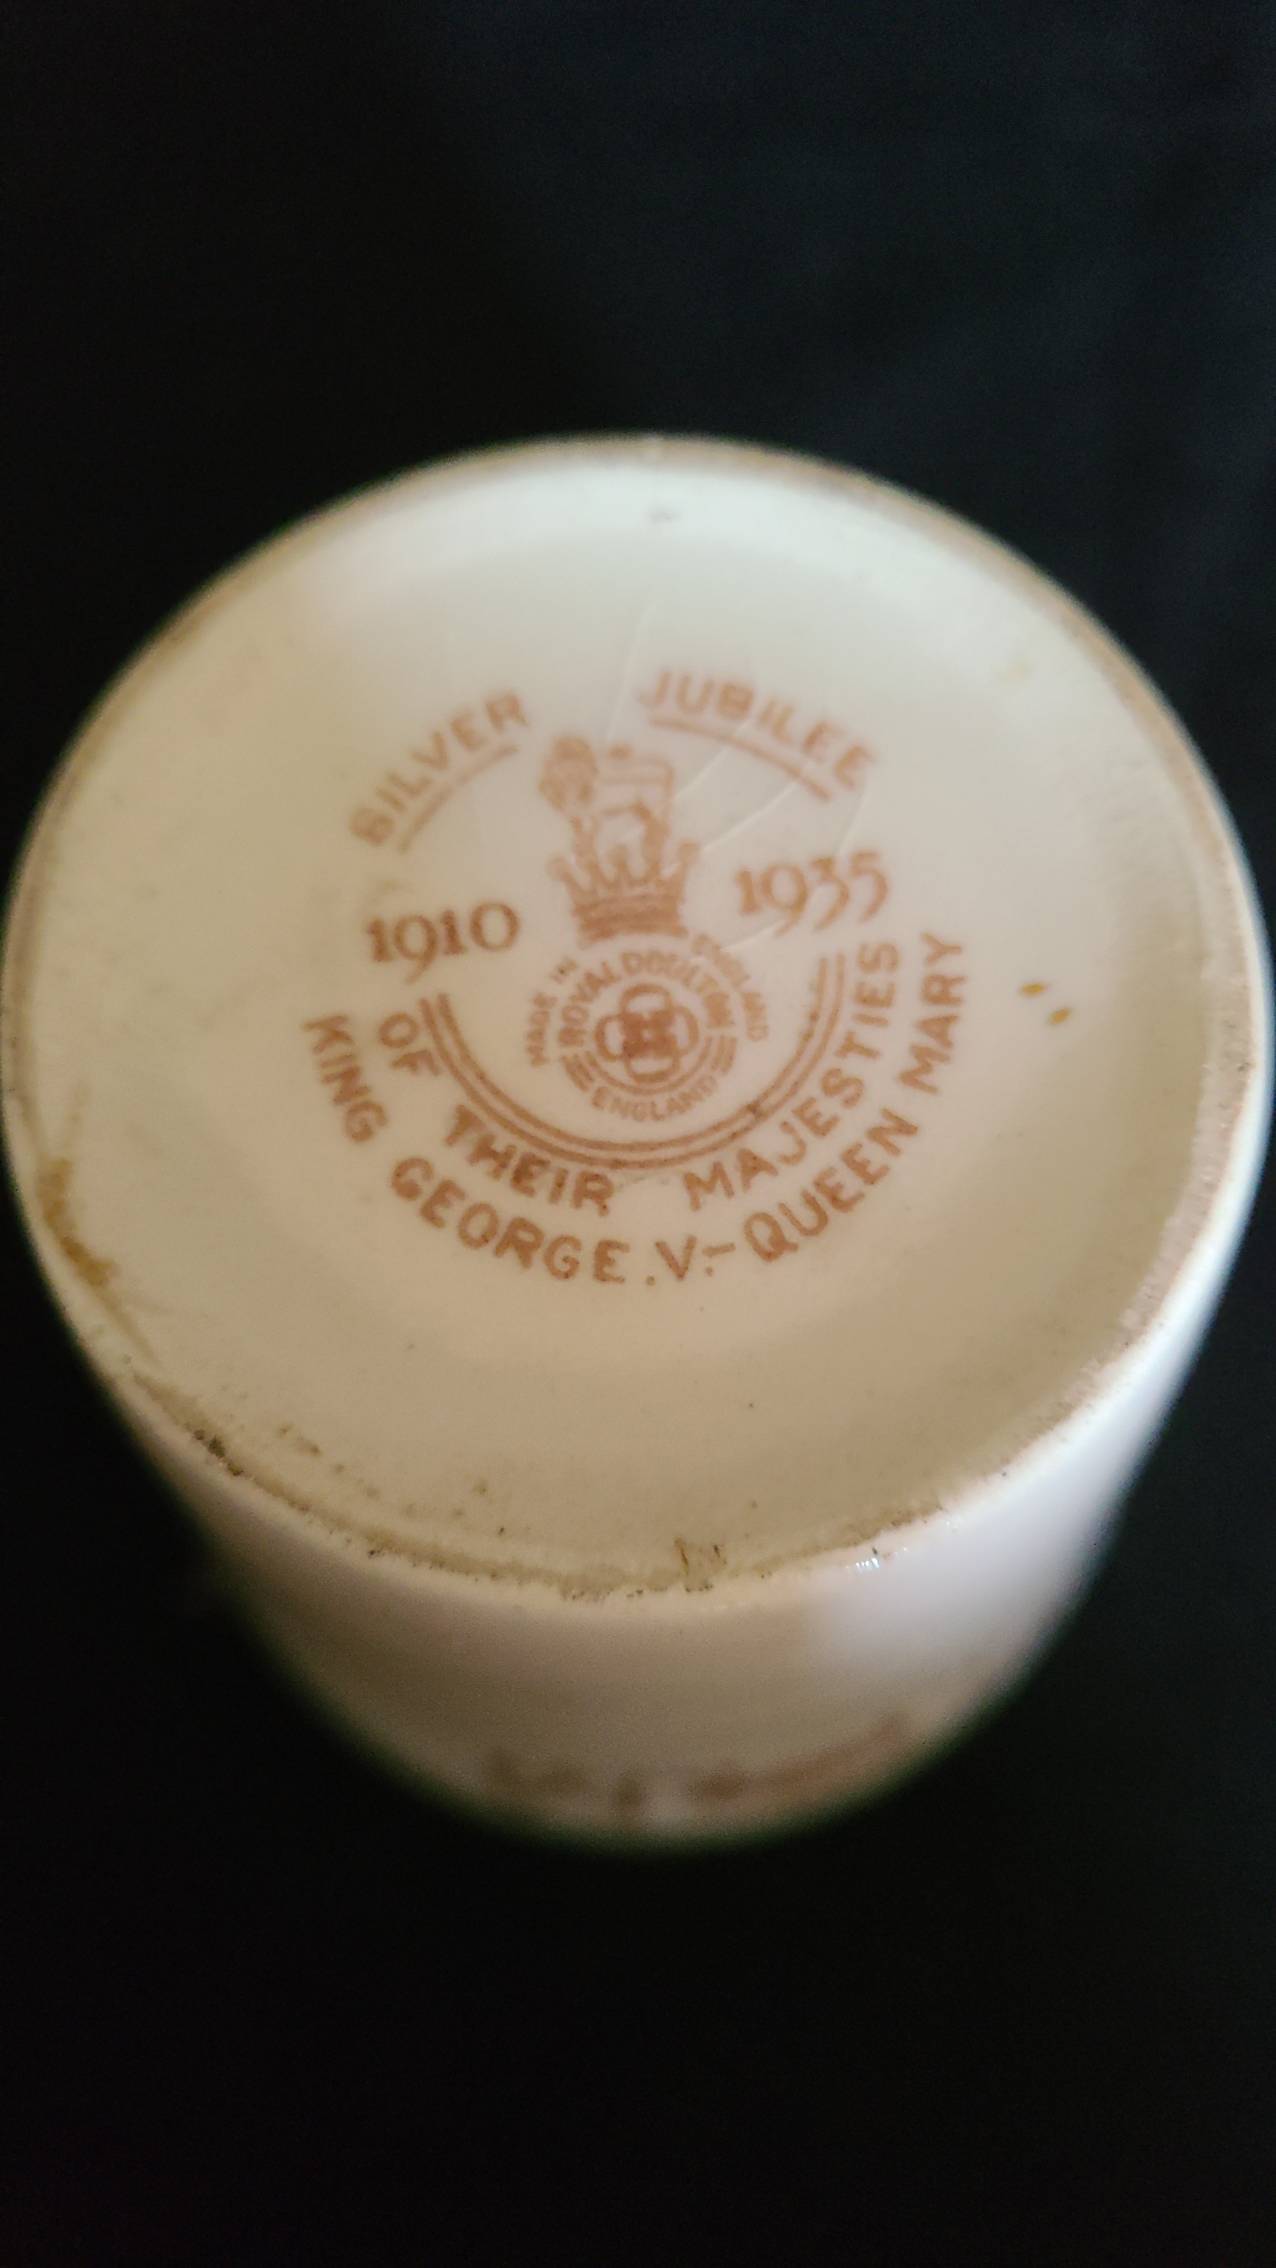 SILVER JUBILEE
1910 1935
MADE IN ENGLAND
ROYAL DOULTON
ENGLAND
OF THEIR MAJESTIES
KING GEORGE.V.–QUEEN MARY